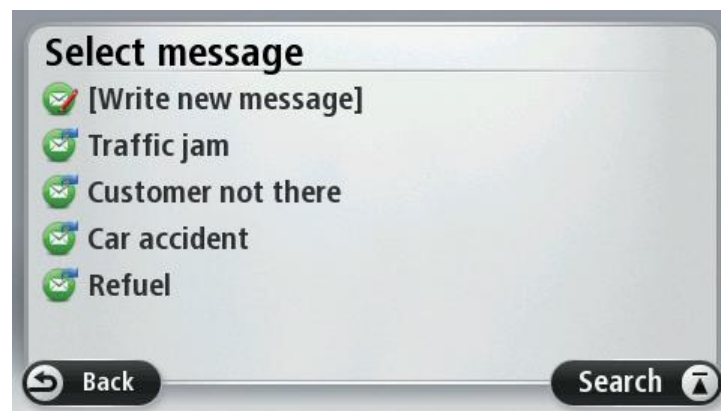 Select message
[Write new message]
Traffic jam
Customer not there
Car accident
Refuel
Back
Search